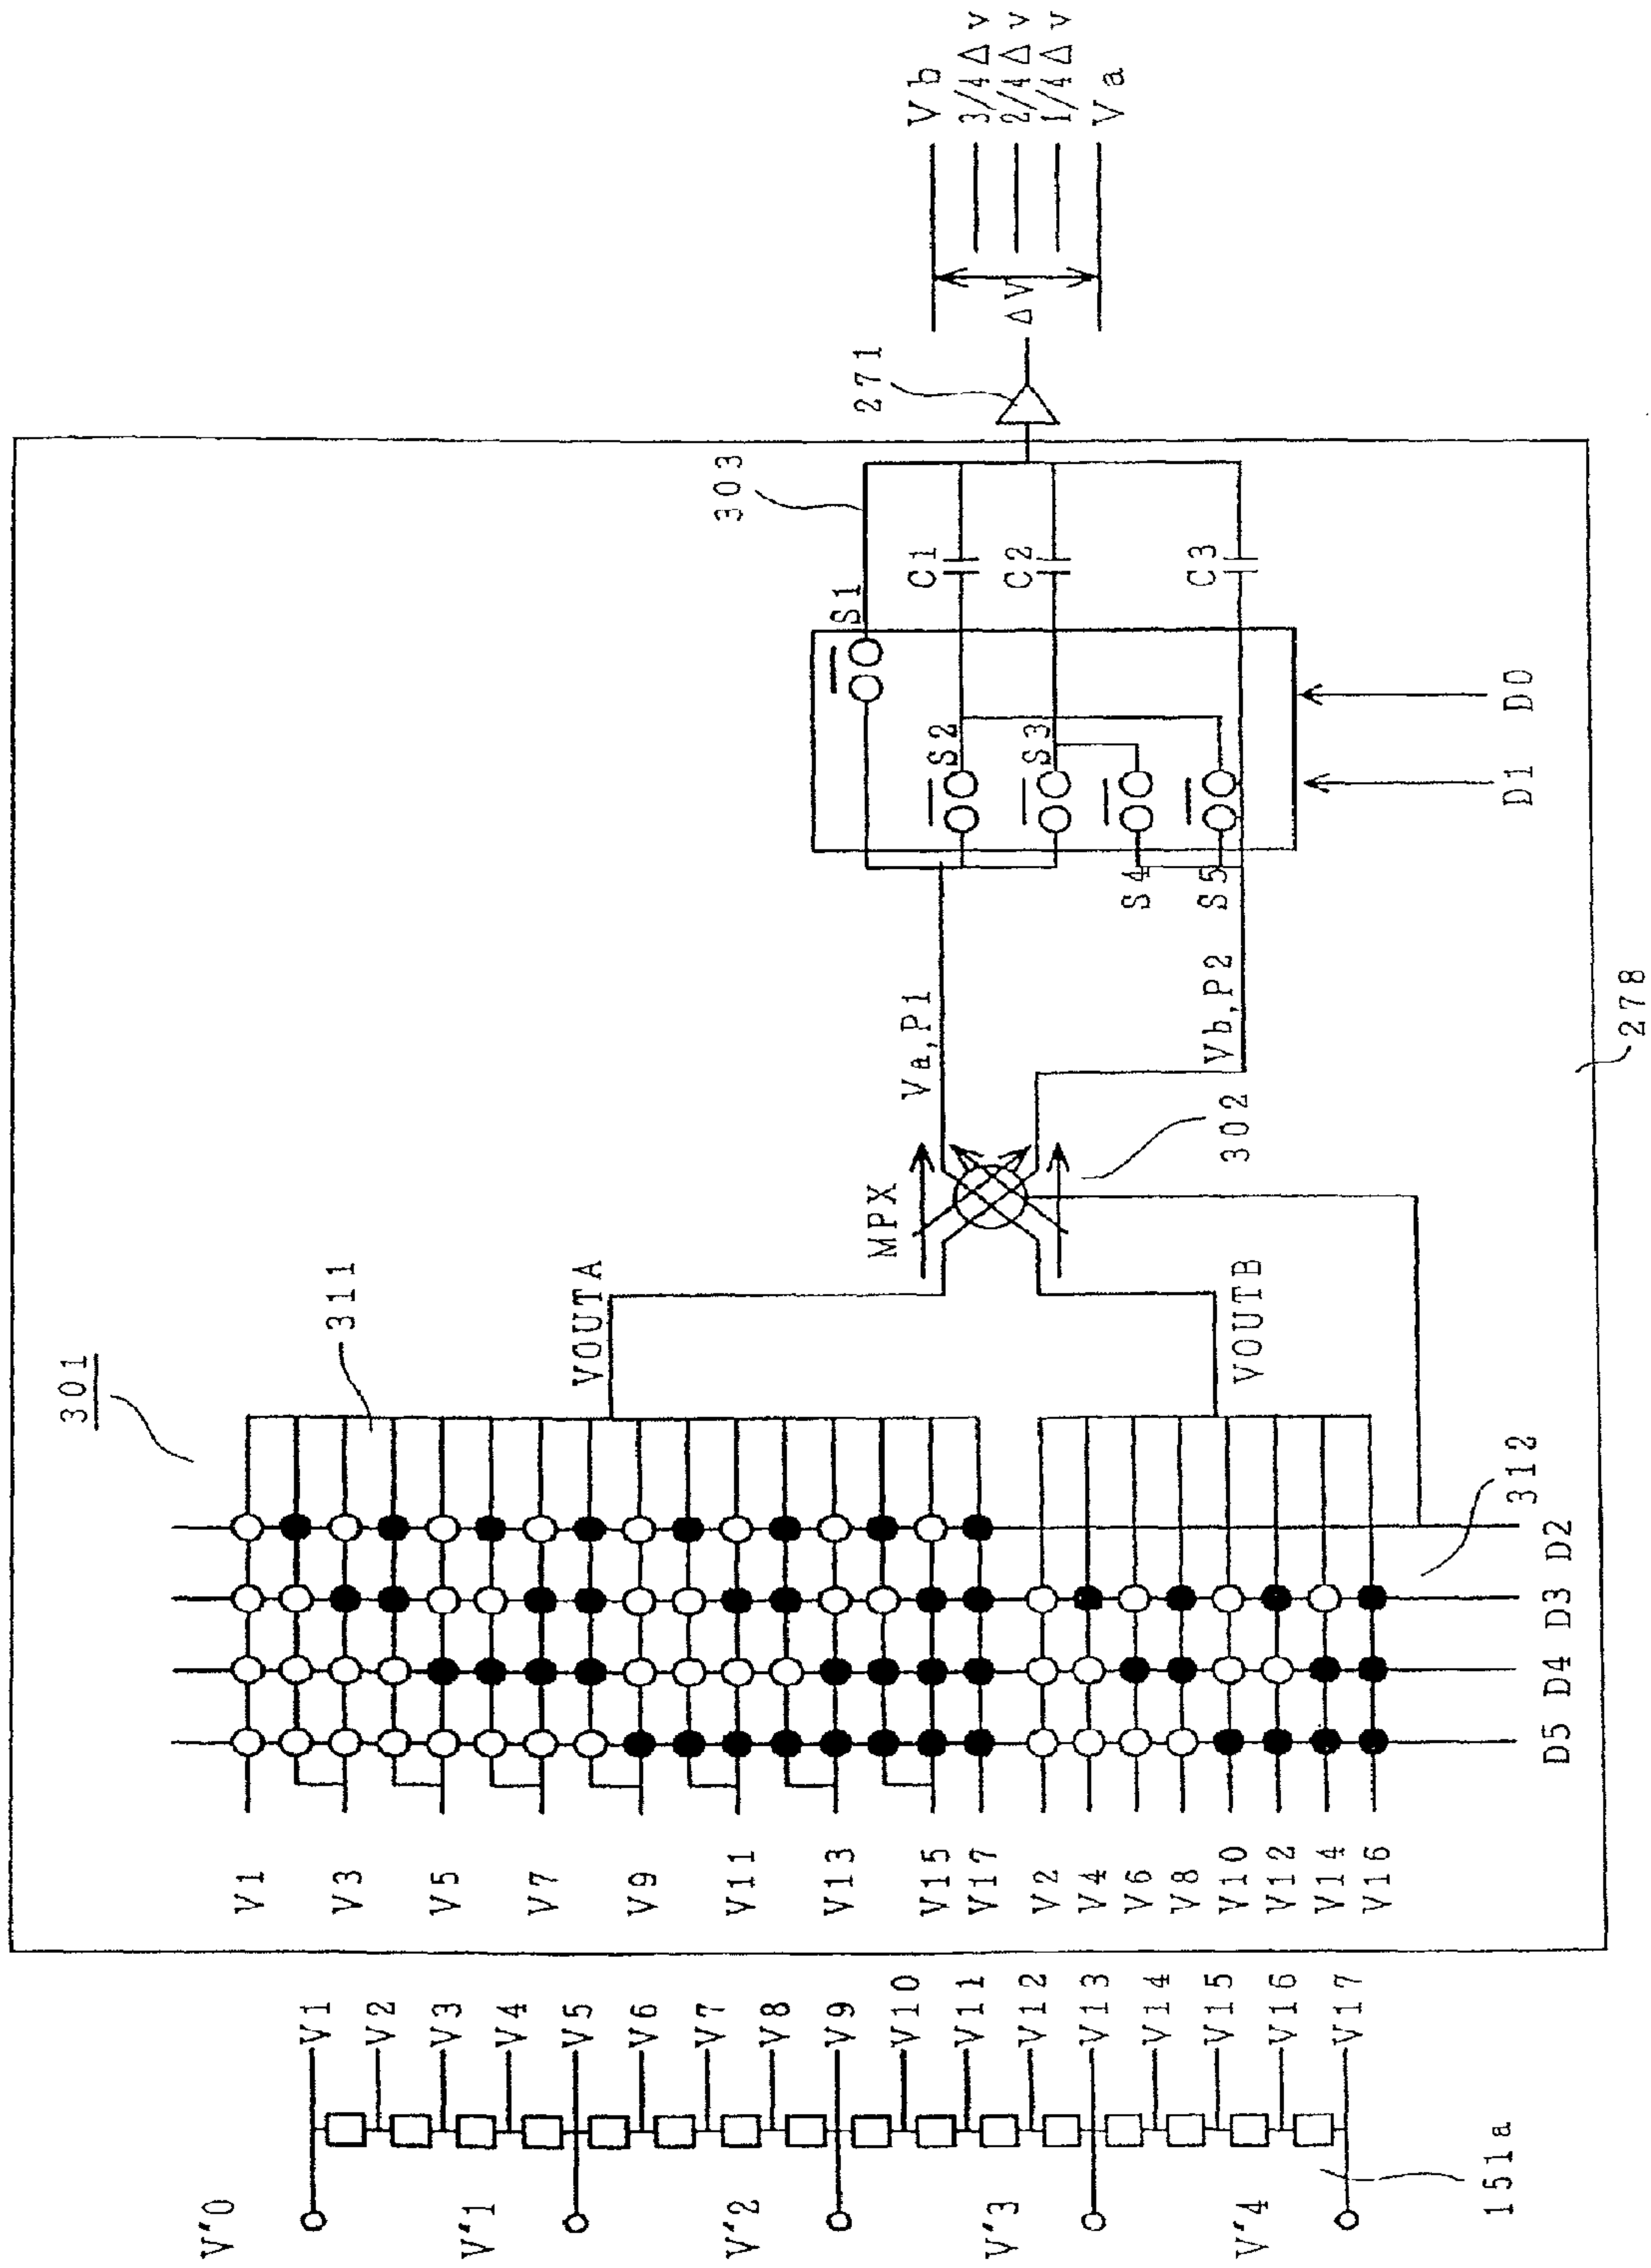 V'0
V'1
V'2
V'3
V'4
151a
V1
V2
V3
V4
V5
V6
V7
V8
V9
V10
V11
V12
V13
V14
V15
V16
V17
V1
V3
V5
V7
V9
V11
V13
V15
V17
V2
V4
V6
V8
V10
V12
V14
V16
D5 D4 D3 D2
301
311
312
VOUTA
VOUTB
MPX
302
Va,P1
Vb,P2
S1
S2
S3
S4
S5
D1
D0
C1
C2
C3
303
271
278
ΔV
Vb
3/4Δv
2/4Δv
1/4Δv
Va